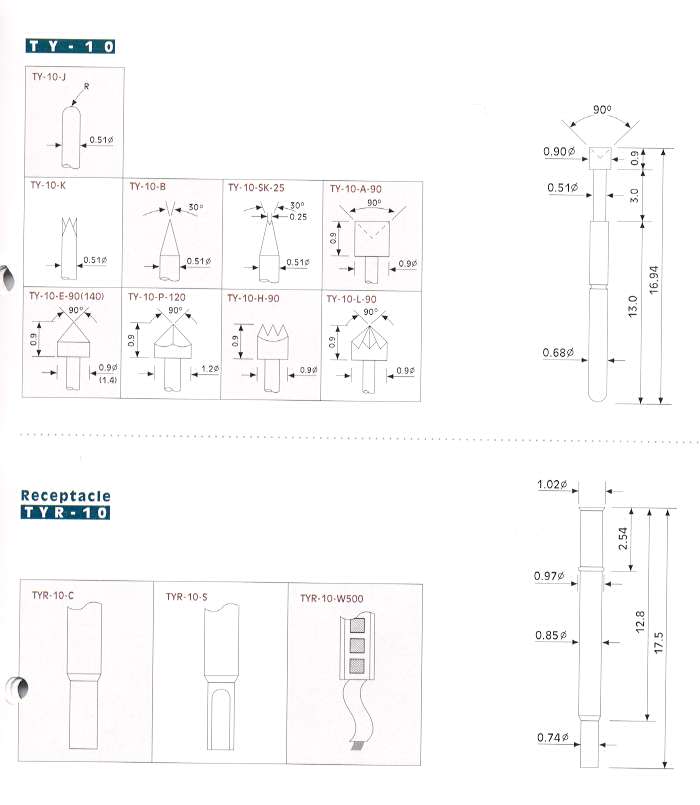 TY-10
TY-10-J
R
0.51ø
TY-10-K
0.51ø
TY-10-B
30°
0.51ø
TY-10-SK-25
30°
0.25
0.51ø
TY-10-A-90
90°
0.9
0.9ø
TY-10-E-90(140)
90°
0.9
0.9ø
(1.4)
TY-10-P-120
90°
0.9
1.2ø
TY-10-H-90
0.9
0.9ø
TY-10-L-90
90°
0.9
0.9ø
90°
0.90ø
0.9
0.51ø
3.0
16.94
13.0
0.68ø
Receptacle
TYR-10
TYR-10-C
TYR-10-S
TYR-10-W500
1.02ø
2.54
0.97ø
12.8
0.85ø
17.5
0.74ø